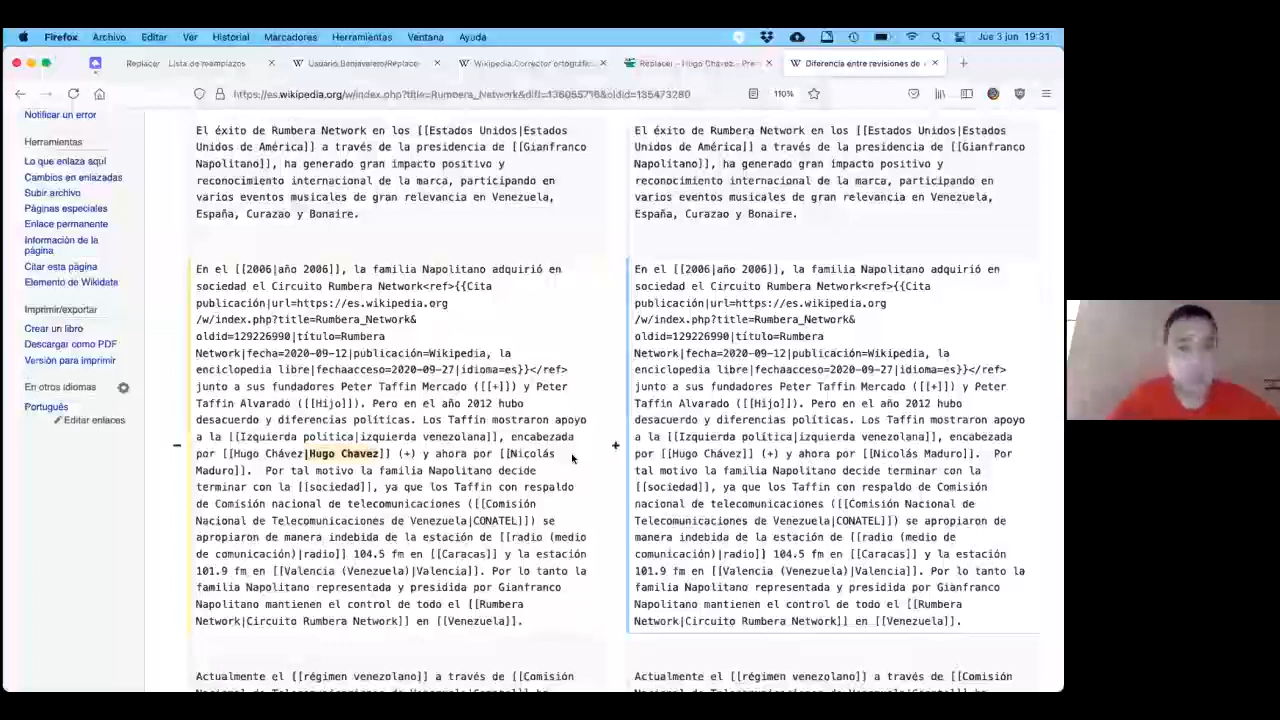 Firefox Archivo Editar Ver Historial Marcadores Herramientas Ventana Ayuda Jue 3 jun 19:31
Replacer Lista de reemplazos
Usuario:Benjavalero/Replacer
Wikipedia:Corrector ortográfic
Replacer – Hugo Chávez. – Pre
Diferencia entre revisiones de «
110%
Notificar un error
Herramientas
Lo que enlaza aquí
Cambios en enlazadas
Subir archivo
Páginas especiales
Enlace permanente
Información de la
página
Citar esta página
Elemento de Wikidata
Imprimir/exportar
Crear un libro
Descargar como PDF
Versión para imprimir
En otros idiomas
Português
Editar enlaces
El éxito de Rumbera Network en los [[Estados Unidos|Estados
Unidos de América]] a través de la presidencia de [[Gianfranco
Napolitano]], ha generado gran impacto positivo y
reconocimiento internacional de la marca, participando en
varios eventos musicales de gran relevancia en Venezuela,
España, Curazao y Bonaire.
En el [[2006|año 2006]], la familia Napolitano adquirió en
sociedad el Circuito Rumbera Network<ref>{{Cita
publicación|url=https://es.wikipedia.org
/w/index.php?title=Rumbera_Network&
oldid=129226990|título=Rumbera
Network|fecha=2020-09-12|publicación=Wikipedia, la
enciclopedia libre|fechaacceso=2020-09-27|idioma=es}}</ref>
junto a sus fundadores Peter Taffin Mercado ([[+]]) y Peter
Taffin Alvarado ([[Hijo]]). Pero en el año 2012 hubo
desacuerdo y diferencias políticas. Los Taffin mostraron apoyo
a la [[Izquierda política|izquierda venezolana]], encabezada
− por [[Hugo Chávez|Hugo Chavez]] (+) y ahora por [[Nicolás
Maduro]]. Por tal motivo la familia Napolitano decide
terminar con la [[sociedad]], ya que los Taffin con respaldo
de Comisión nacional de telecomunicaciones ([[Comisión
Nacional de Telecomunicaciones de Venezuela|CONATEL]]) se
apropiaron de manera indebida de la estación de [[radio (medio
de comunicación)|radio]] 104.5 fm en [[Caracas]] y la estación
101.9 fm en [[Valencia (Venezuela)|Valencia]]. Por lo tanto la
familia Napolitano representada y presidida por Gianfranco
Napolitano mantienen el control de todo el [[Rumbera
Network|Circuito Rumbera Network]] en [[Venezuela]].
Actualmente el [[régimen venezolano]] a través de [[Comisión
El éxito de Rumbera Network en los [[Estados Unidos|Estados
Unidos de América]] a través de la presidencia de [[Gianfranco
Napolitano]], ha generado gran impacto positivo y
reconocimiento internacional de la marca, participando en
varios eventos musicales de gran relevancia en Venezuela,
España, Curazao y Bonaire.
En el [[2006|año 2006]], la familia Napolitano adquirió en
sociedad el Circuito Rumbera Network<ref>{{Cita
publicación|url=https://es.wikipedia.org
/w/index.php?title=Rumbera_Network&
oldid=129226990|título=Rumbera
Network|fecha=2020-09-12|publicación=Wikipedia, la
enciclopedia libre|fechaacceso=2020-09-27|idioma=es}}</ref>
junto a sus fundadores Peter Taffin Mercado ([[+]]) y Peter
Taffin Alvarado ([[Hijo]]). Pero en el año 2012 hubo
desacuerdo y diferencias políticas. Los Taffin mostraron apoyo
a la [[Izquierda política|izquierda venezolana]], encabezada
+ por [[Hugo Chávez]] (+) y ahora por [[Nicolás Maduro]]. Por
tal motivo la familia Napolitano decide terminar con la
[[sociedad]], ya que los Taffin con respaldo de Comisión
nacional de telecomunicaciones ([[Comisión Nacional de
Telecomunicaciones de Venezuela|CONATEL]]) se apropiaron de
manera indebida de la estación de [[radio (medio de
comunicación)|radio]] 104.5 fm en [[Caracas]] y la estación
101.9 fm en [[Valencia (Venezuela)|Valencia]]. Por lo tanto la
familia Napolitano representada y presidida por Gianfranco
Napolitano mantienen el control de todo el [[Rumbera
Network|Circuito Rumbera Network]] en [[Venezuela]].
Actualmente el [[régimen venezolano]] a través de [[Comisión